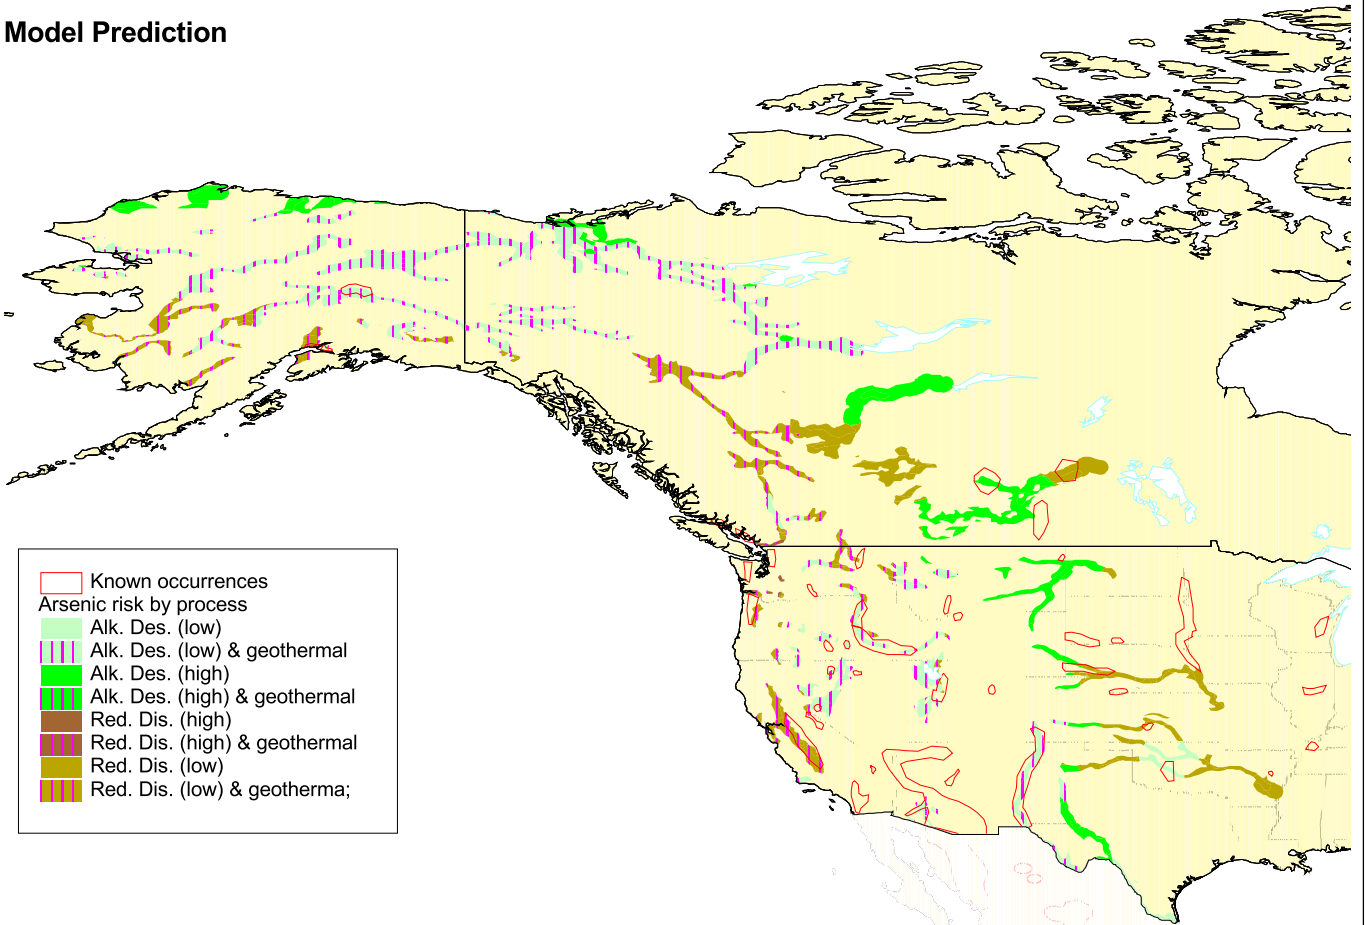 Model Prediction
Known occurrences
Arsenic risk by process
Alk. Des. (low)
Alk. Des. (low) & geothermal
Alk. Des. (high)
Alk. Des. (high) & geothermal
Red. Dis. (high)
Red. Dis. (high) & geothermal
Red. Dis. (low)
Red. Dis. (low) & geotherma;